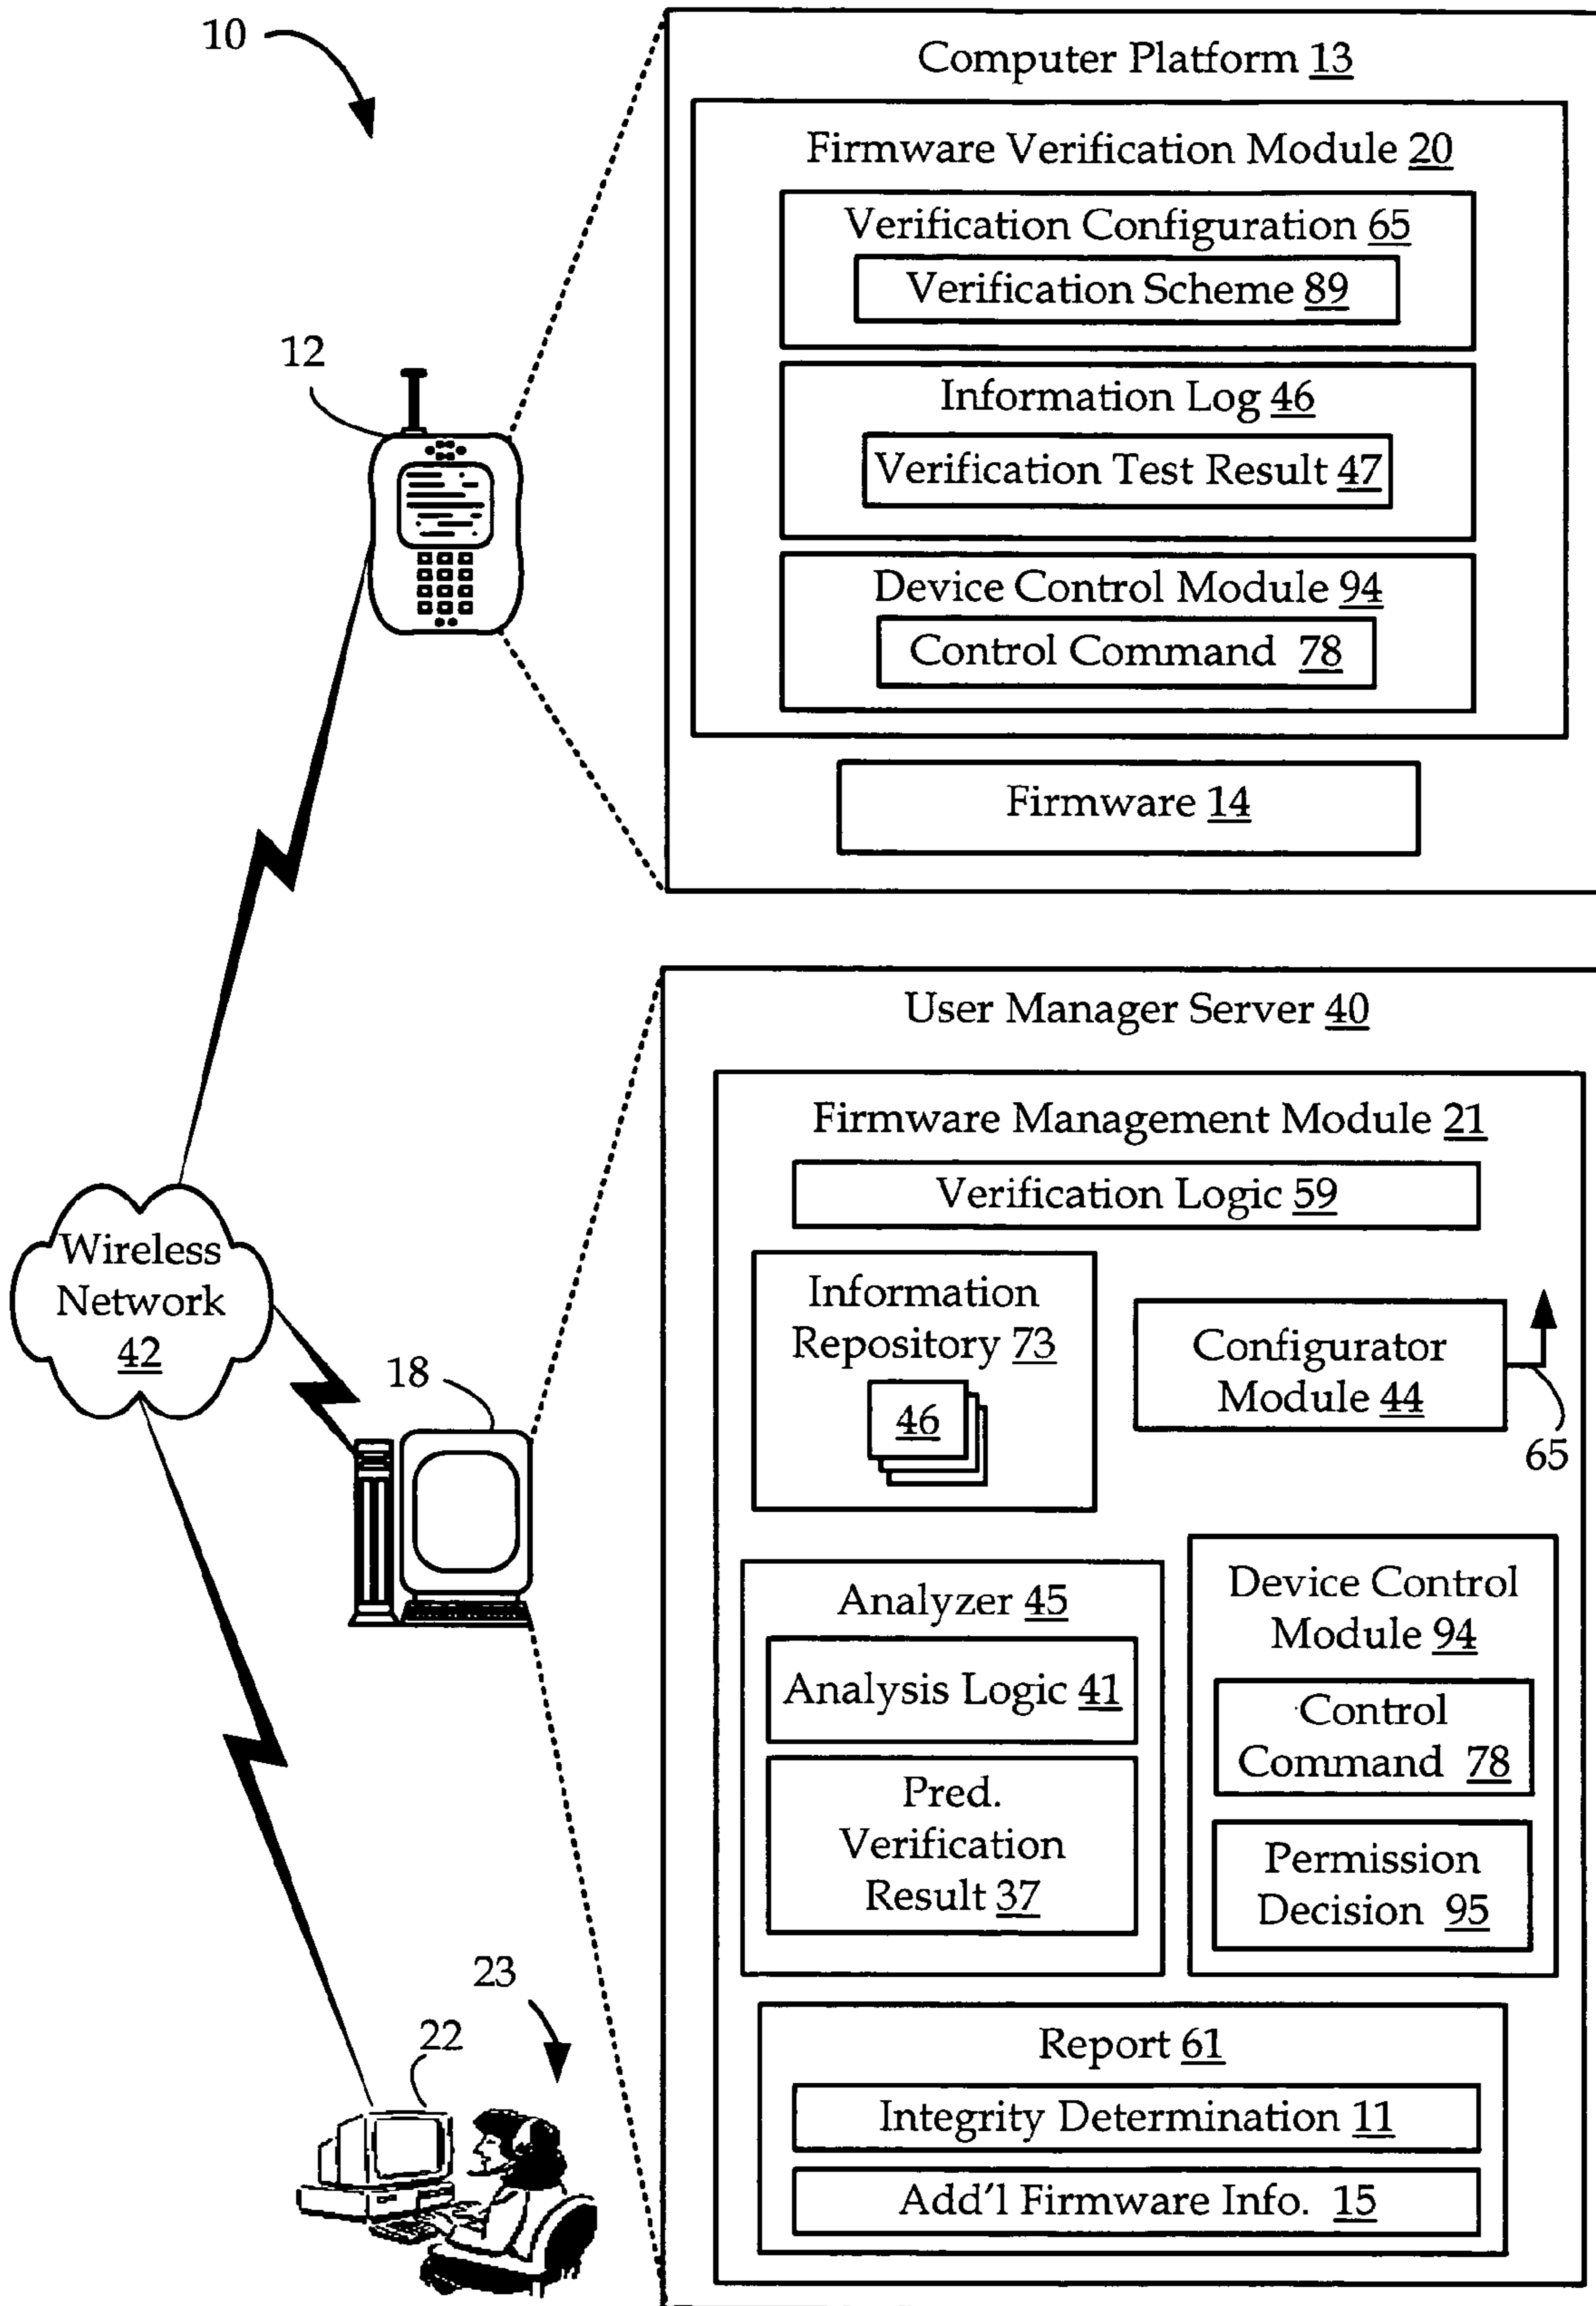 10
Computer Platform 13
Firmware Verification Module 20
Verification Configuration 65
Verification Scheme 89
12
Information Log 46
Verification Test Result 47
Device Control Module 94
Control Command 78
Firmware 14
User Manager Server 40
Firmware Management Module 21
Verification Logic 59
Wireless
Network
42
Information
Repository 73
46
Configurator
Module 44
65
18
Analyzer 45
Analysis Logic 41
Pred.
Verification
Result 37
Device Control
Module 94
Control
Command 78
Permission
Decision 95
23
22
Report 61
Integrity Determination 11
Add'l Firmware Info. 15